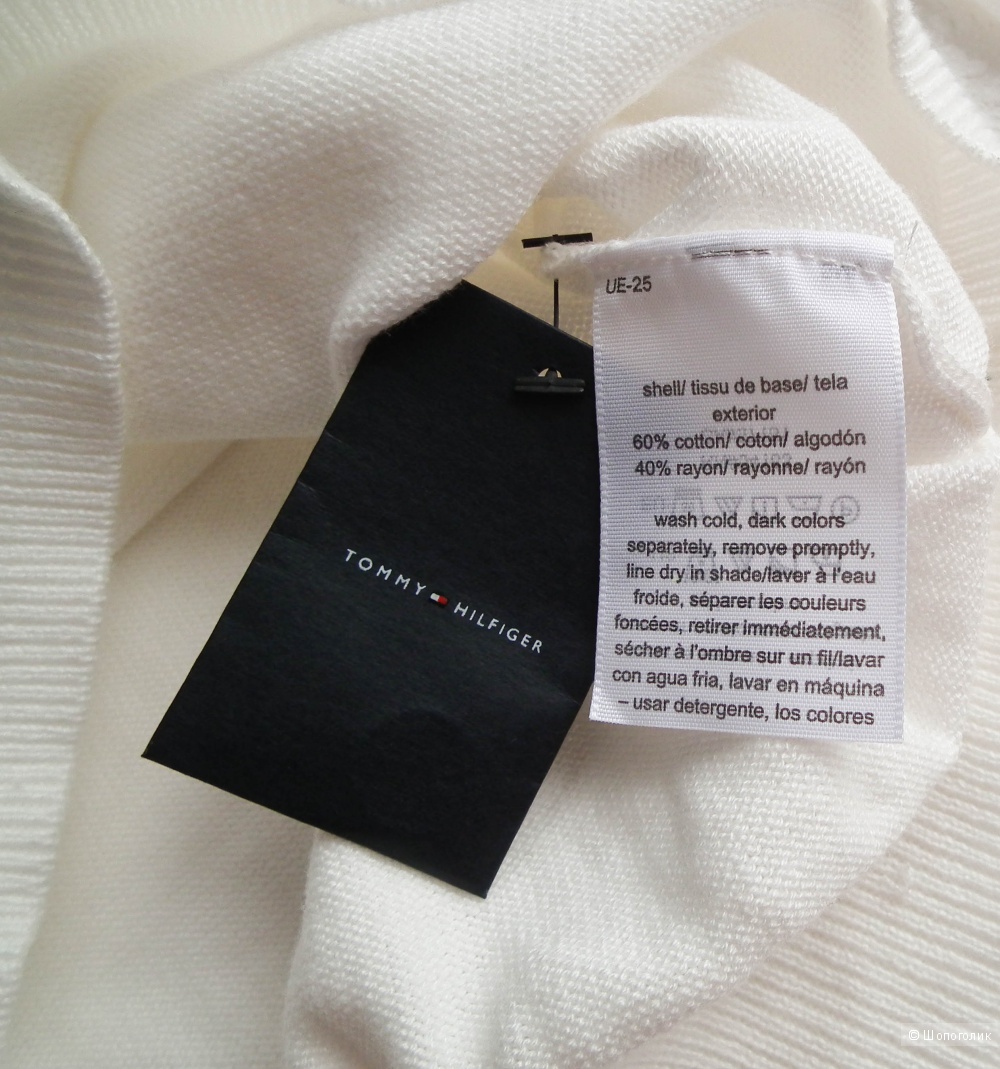 UE-25
shell/ tissu de base/ tela
exterior
60% cotton/ coton/ algodón
40% rayon/ rayonne/ rayón
wash cold, dark colors
separately, remove promptly,
line dry in shade/laver à l'eau
froide, séparer les couleurs
foncées, retirer immédiatement,
sécher à l'ombre sur un fil/lavar
con agua fria, lavar en máquina
– usar detergente, los colores
TOMMY HILFIGER
© Шопоголик